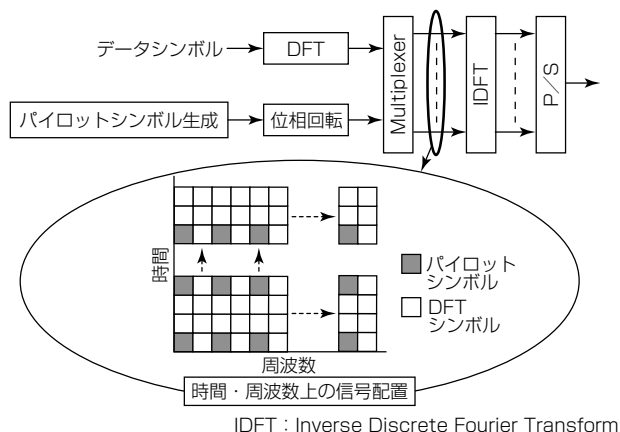 データシンボル
DFT
パイロットシンボル生成
位相回転
Multiplexer
IDFT
P/S
時間
周波数
パイロット
シンボル
DFT
シンボル
時間・周波数上の信号配置
IDFT：Inverse Discrete Fourier Transform